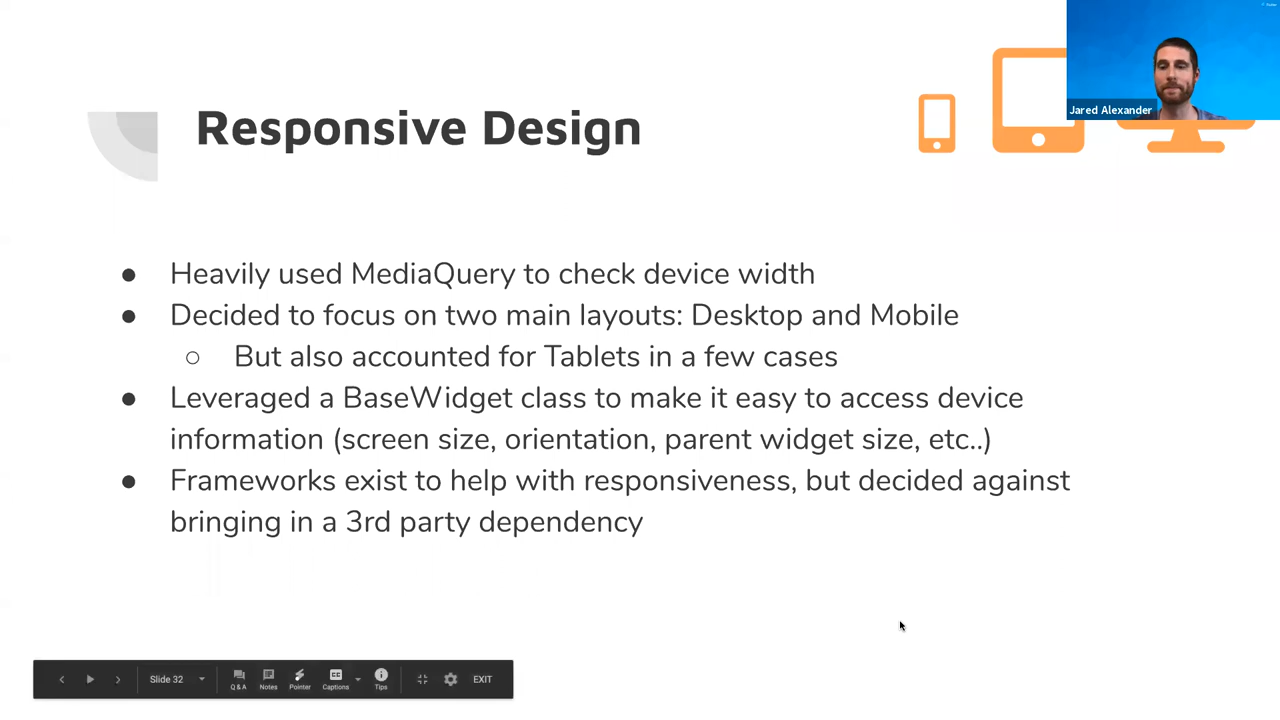 Jared Alexander
Responsive Design
● Heavily used MediaQuery to check device width
● Decided to focus on two main layouts: Desktop and Mobile
○ But also accounted for Tablets in a few cases
● Leveraged a BaseWidget class to make it easy to access device
information (screen size, orientation, parent widget size, etc..)
● Frameworks exist to help with responsiveness, but decided against
bringing in a 3rd party dependency
Slide 32
Q & A
Notes
Pointer
CC
Captions
Tips
EXIT